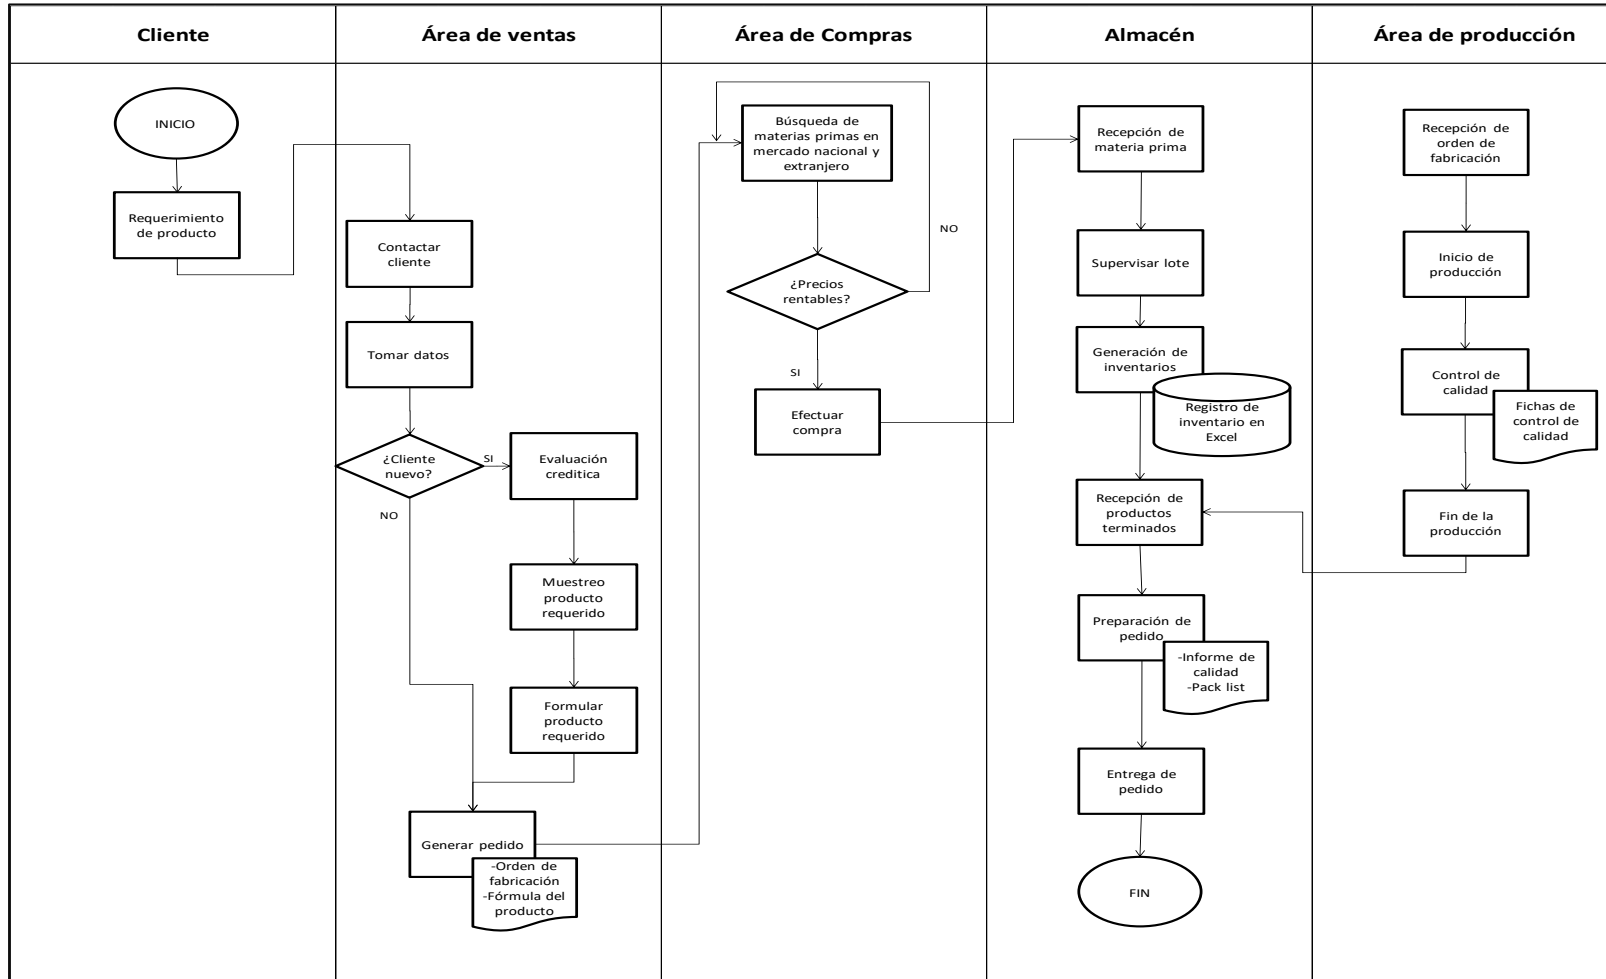 Cliente
Área de ventas
Área de Compras
Almacén
Área de producción
INICIO
Requerimiento
de producto
Contactar
cliente
Tomar datos
¿Cliente
nuevo?
SI
NO
Evaluación
creditica
Muestreo
producto
requerido
Formular
producto
requerido
Generar pedido
-Orden de
fabricación
-Fórmula del
producto
Búsqueda de
materias primas en
mercado nacional y
extranjero
NO
¿Precios
rentables?
SI
Efectuar
compra
Recepción de
materia prima
Supervisar lote
Generación de
inventarios
Registro de
inventario en
Excel
Recepción de
productos
terminados
Preparación de
pedido
-Informe de
calidad
-Pack list
Entrega de
pedido
FIN
Recepción de
orden de
fabricación
Inicio de
producción
Control de
calidad
Fichas de
control de
calidad
Fin de la
producción